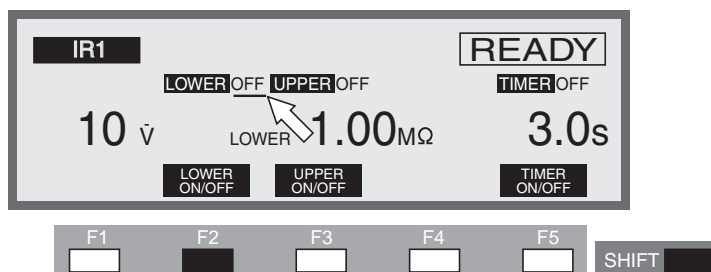 IR1 READY
LOWER OFF UPPER OFF TIMER OFF
10 V̄ LOWER 1.00MΩ 3.0s
LOWER ON/OFF UPPER ON/OFF TIMER ON/OFF
F1 F2 F3 F4 F5
SHIFT